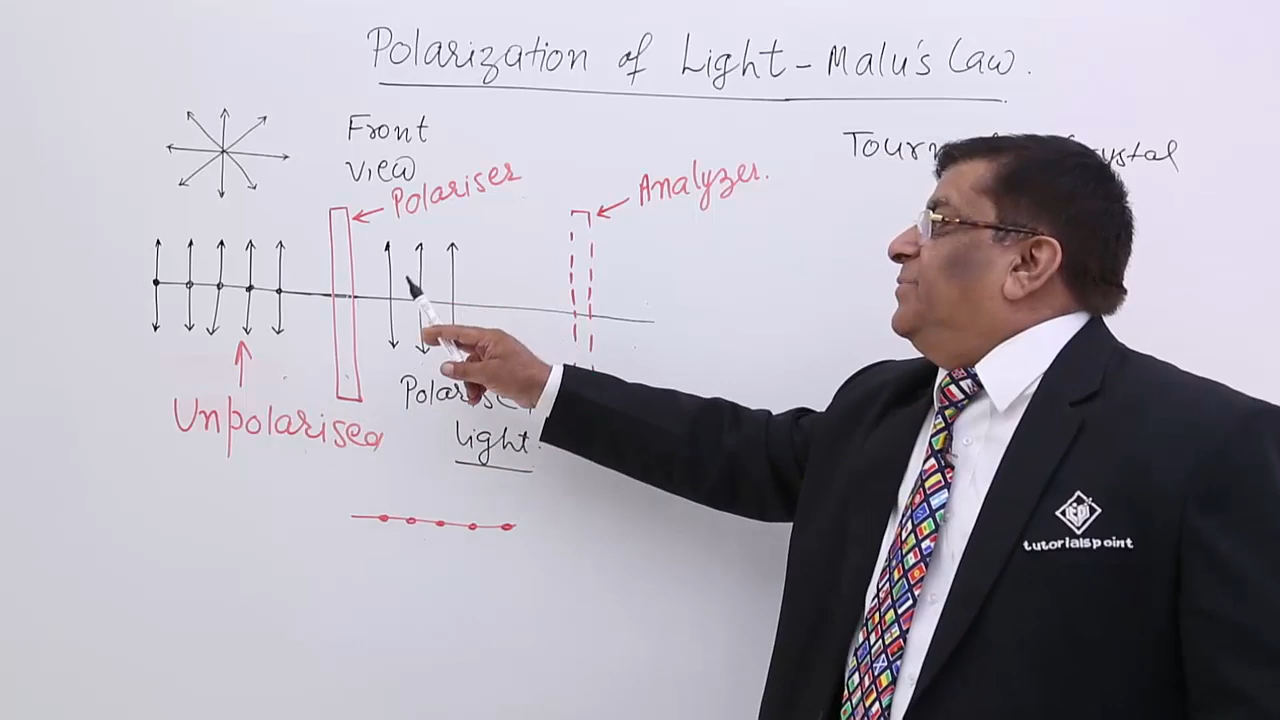 Polarization of Light - Malu's Law.
Front
view
Polariser
Analyzer.
Unpolarised
light.
tutorialspoint